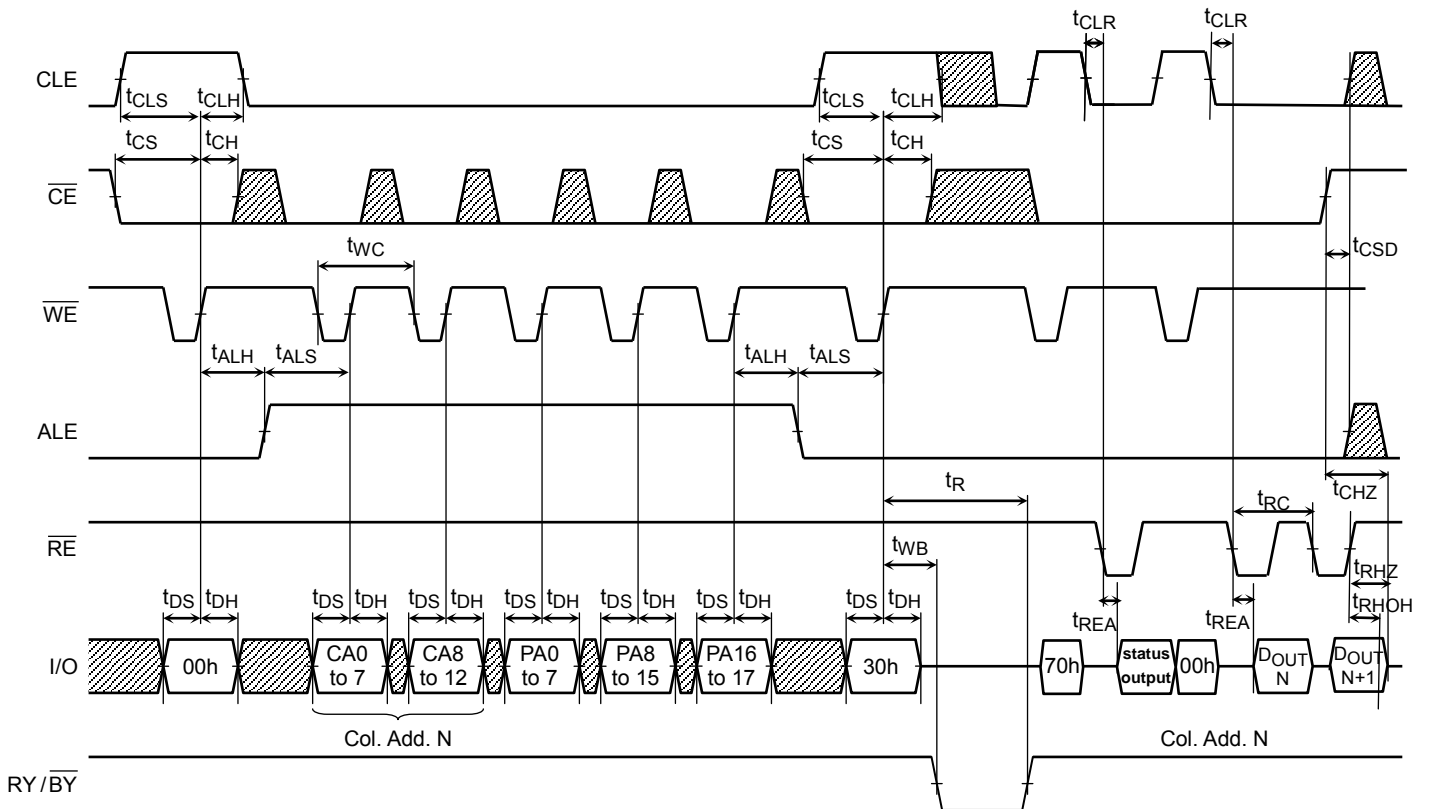 tCLR tCLR
CLE
tCLS tCLH tCLS tCLH
tCS tCH tCS tCH
CE
tCSD
tWC
WE
tALH tALS tALH tALS
ALE
tR tCHZ
tRC
RE
tWB
tRHZ
tDS tDH tDS tDH tDS tDH tDS tDH tDS tDH tDS tDH tDS tDH
tRHOH
tREA tREA
I/O 00h CA0 to 7 CA8 to 12 PA0 to 7 PA8 to 15 PA16 to 17 30h 70h status output 00h DOUT N DOUT N+1
Col. Add. N Col. Add. N
RY/BY